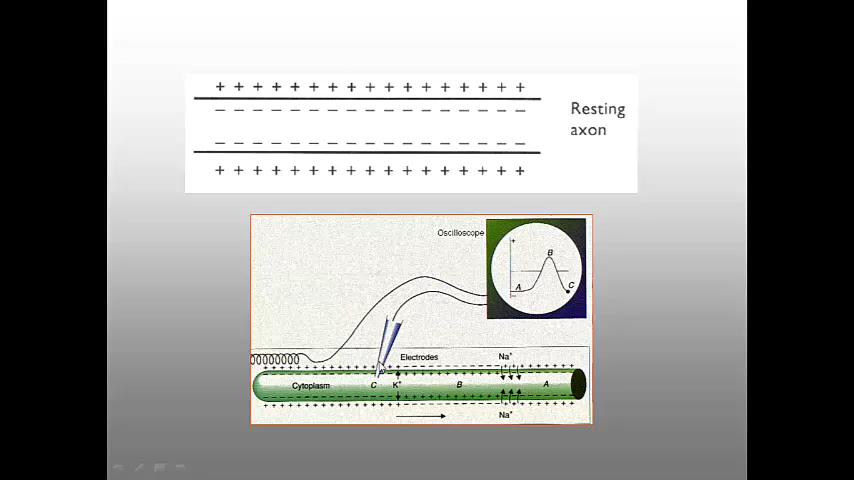 + + + + + + + + + + + + + + + + +
− − − − − − − − − − − − − − − − −
Resting
axon
− − − − − − − − − − − − − − − − −
+ + + + + + + + + + + + + + + + +
Oscilloscope
+
B
A
C
−
Electrodes
Na+
Cytoplasm
C
K+
B
A
Na+